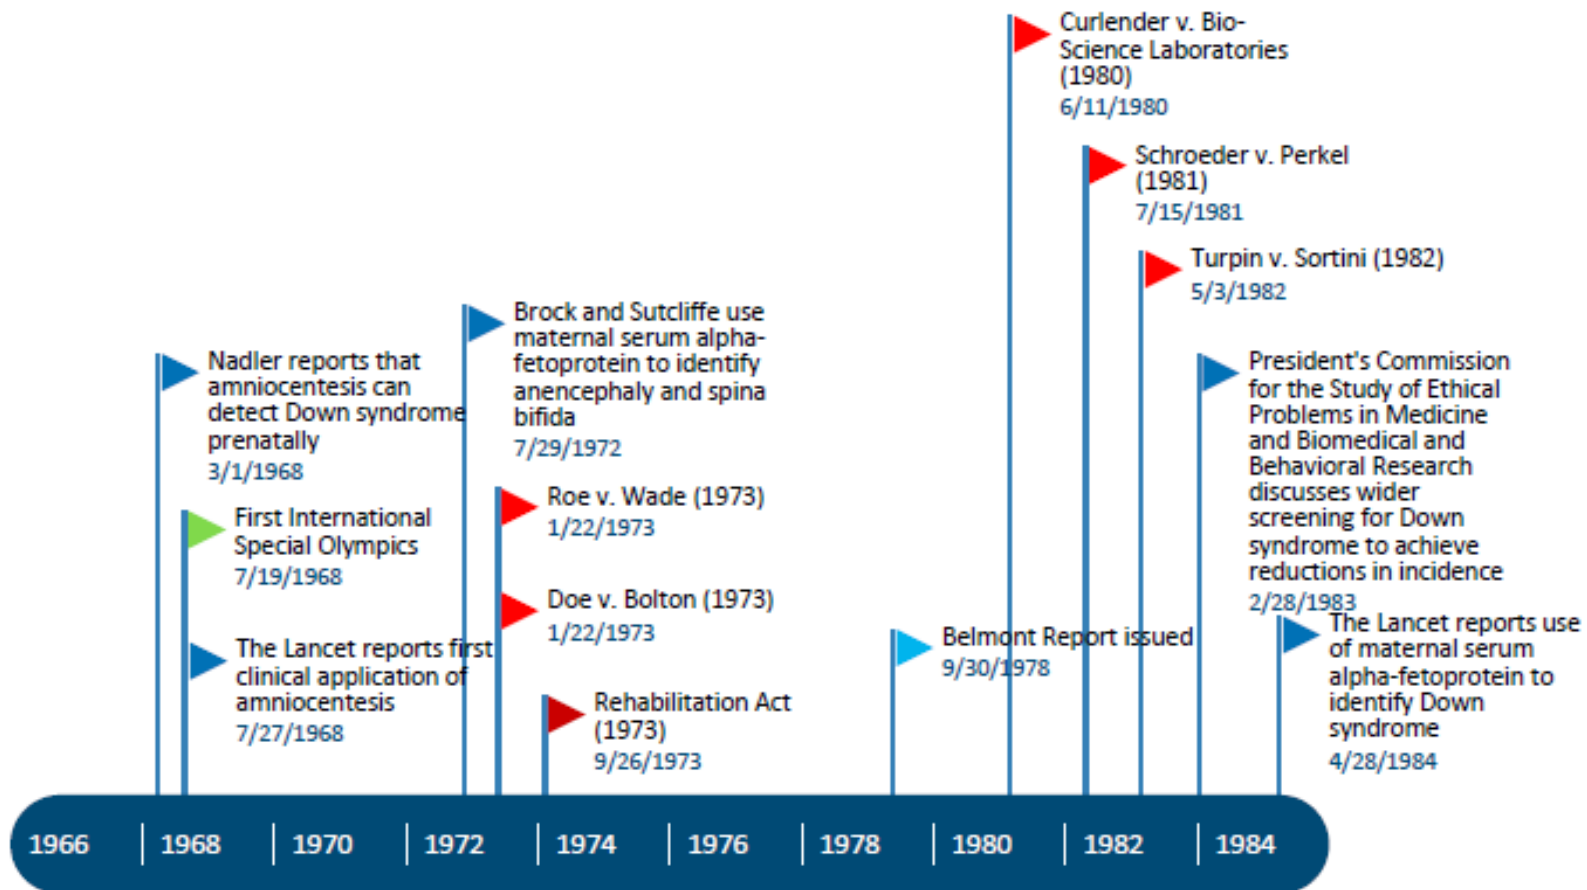 Curlender v. Bio-
Science Laboratories
(1980)
6/11/1980
Schroeder v. Perkel
(1981)
7/15/1981
Turpin v. Sortini (1982)
5/3/1982
Brock and Sutcliffe use
maternal serum alpha-
fetoprotein to identify
anencephaly and spina
bifida
7/29/1972
Nadler reports that
amniocentesis can
detect Down syndrome
prenatally
3/1/1968
President's Commission
for the Study of Ethical
Problems in Medicine
and Biomedical and
Behavioral Research
discusses wider
screening for Down
syndrome to achieve
reductions in incidence
2/28/1983
Roe v. Wade (1973)
1/22/1973
First International
Special Olympics
7/19/1968
Doe v. Bolton (1973)
1/22/1973
The Lancet reports first
clinical application of
amniocentesis
7/27/1968
Belmont Report issued
9/30/1978
The Lancet reports use
of maternal serum
alpha-fetoprotein to
identify Down
syndrome
4/28/1984
Rehabilitation Act
(1973)
9/26/1973
1966 1968 1970 1972 1974 1976 1978 1980 1982 1984